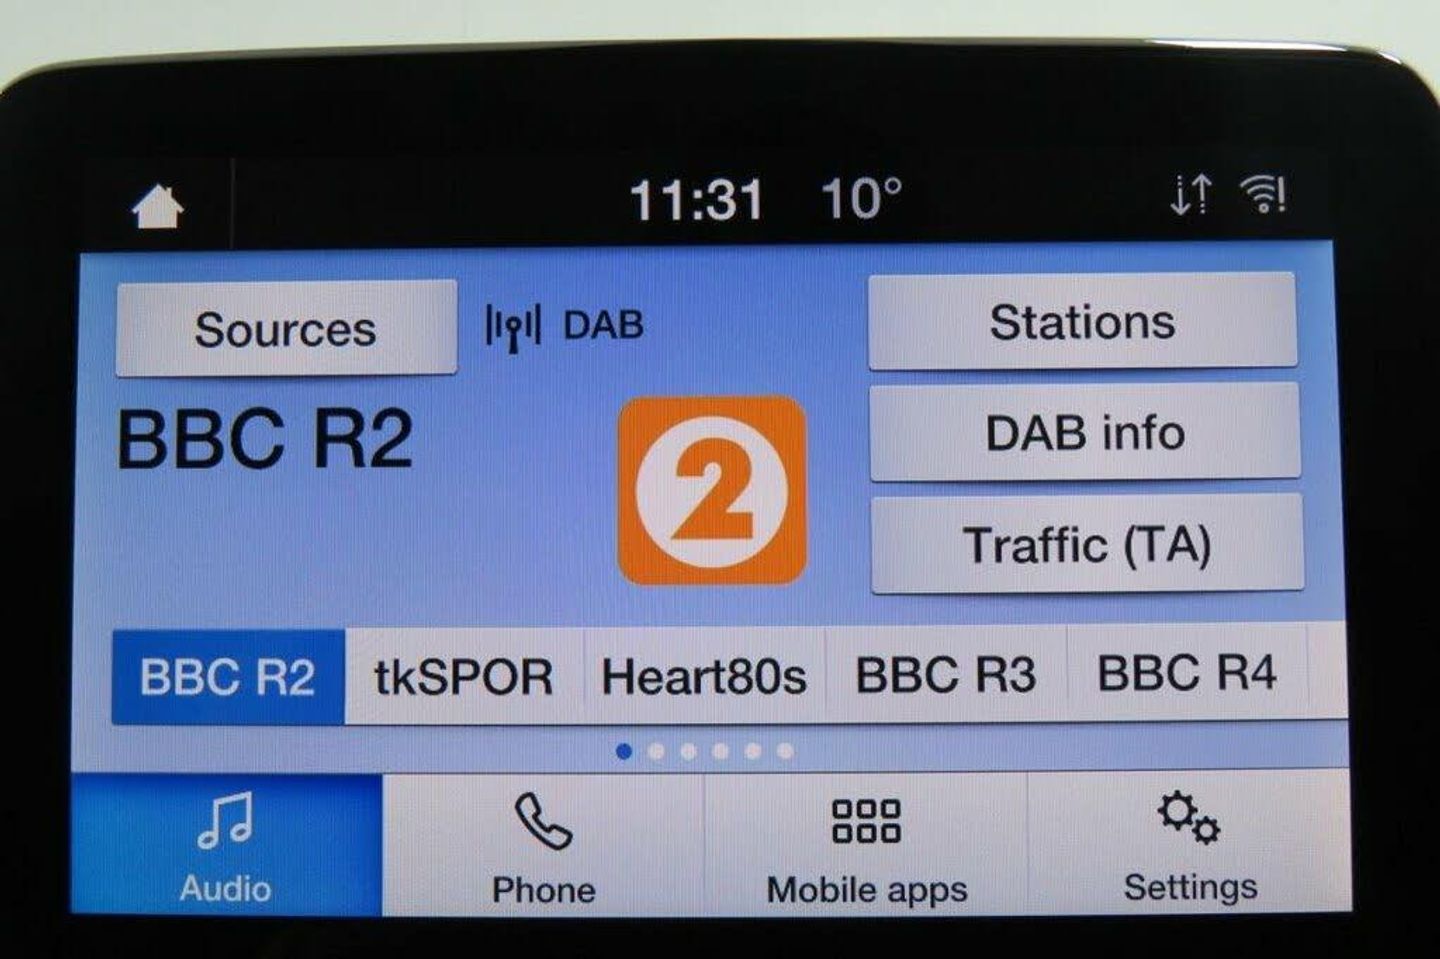 11:31 10°
Sources DAB Stations
BBC R2
2
DAB info
Traffic (TA)
BBC R2 tkSPOR Heart80s BBC R3 BBC R4
Audio Phone Mobile apps Settings